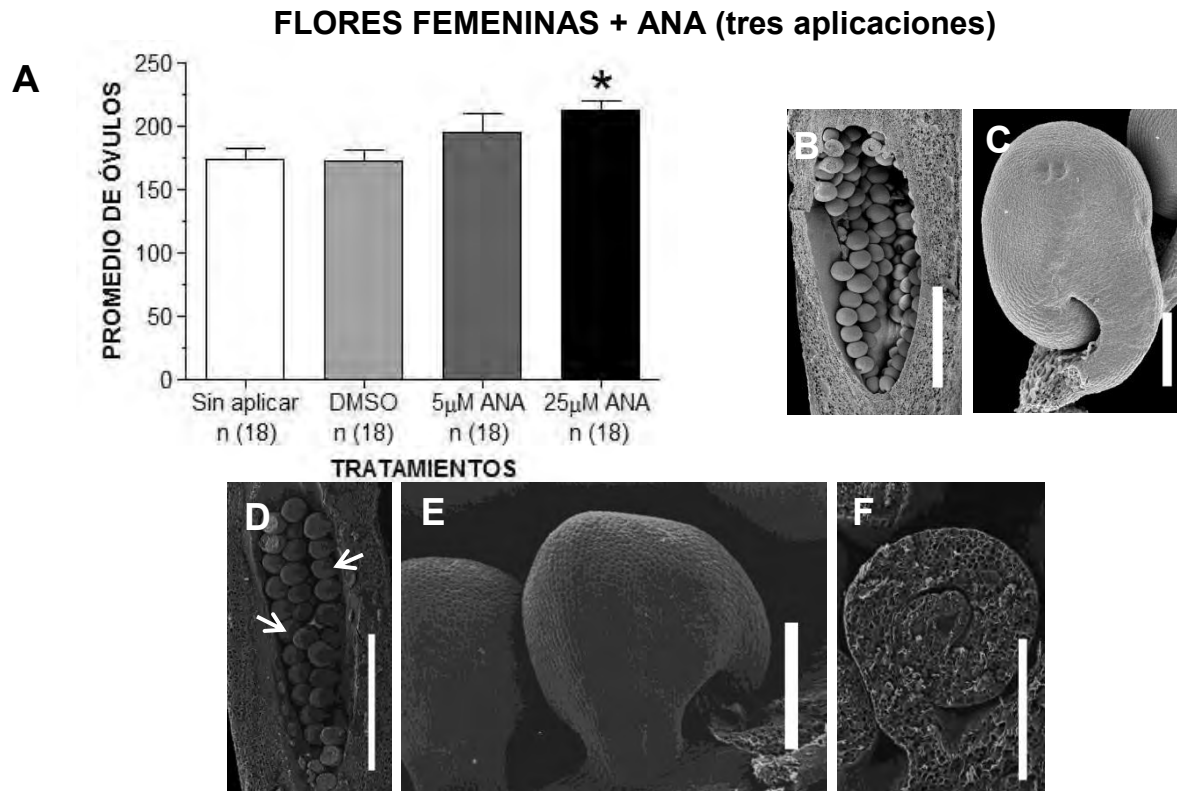 FLORES FEMENINAS + ANA (tres aplicaciones)
A
PROMEDIO DE ÓVULOS
250
200
150
100
50
0
*
Sin aplicar DMSO 5µM ANA 25µM ANA
n (18) n (18) n (18) n (18)
TRATAMIENTOS
B
C
D
E
F